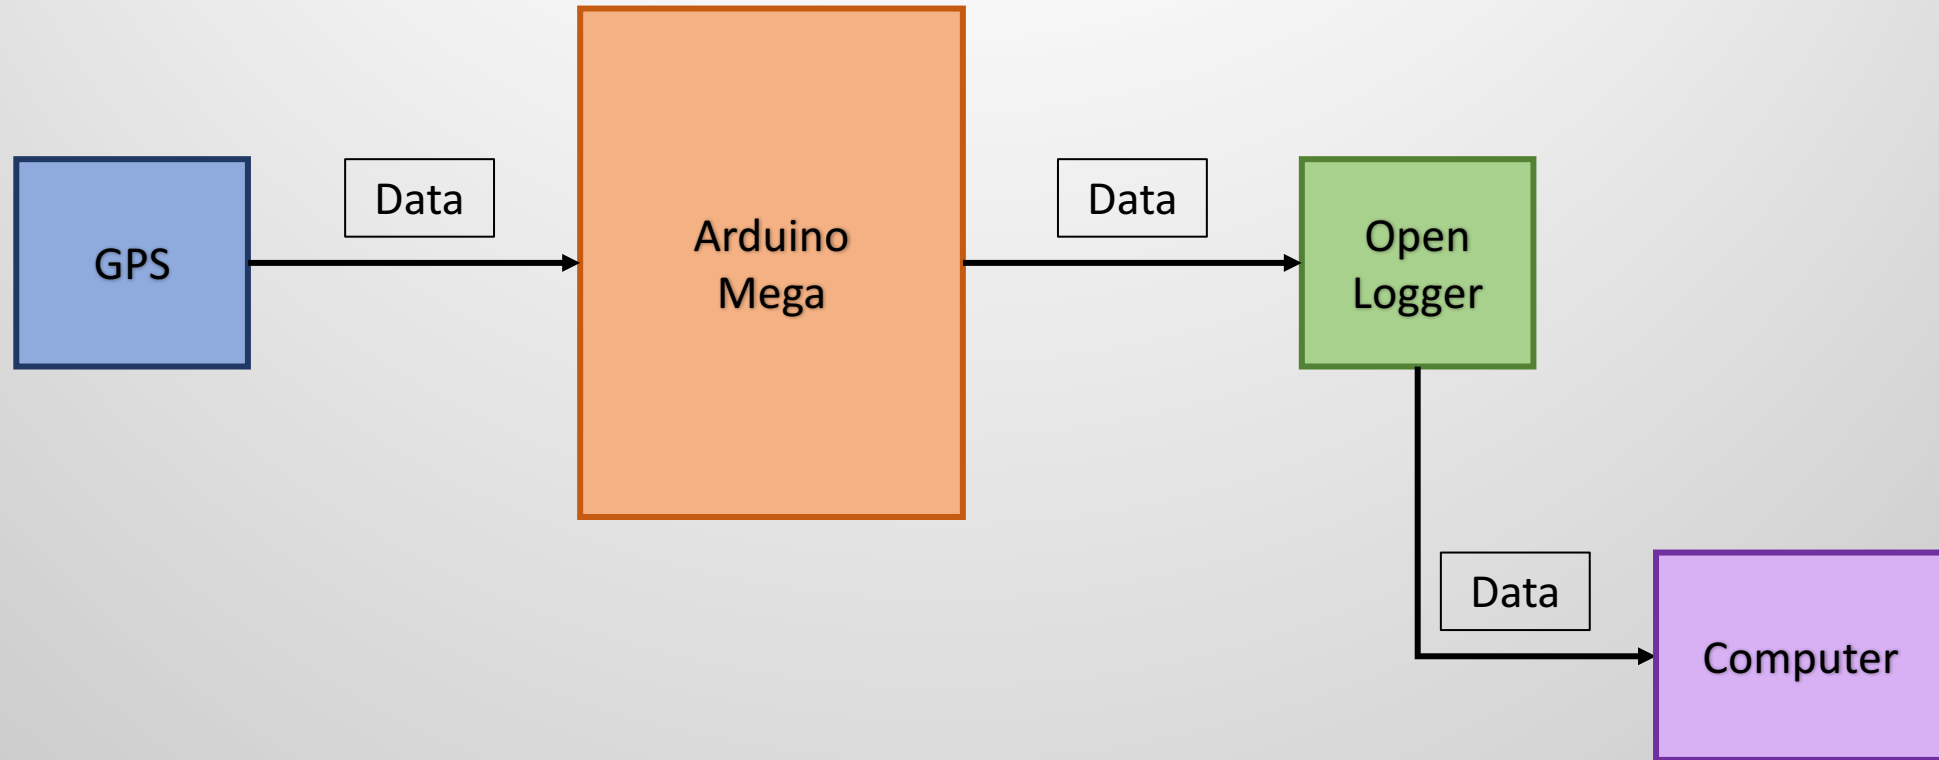 Data
Data
GPS
Arduino
Mega
Open
Logger
Data
Computer